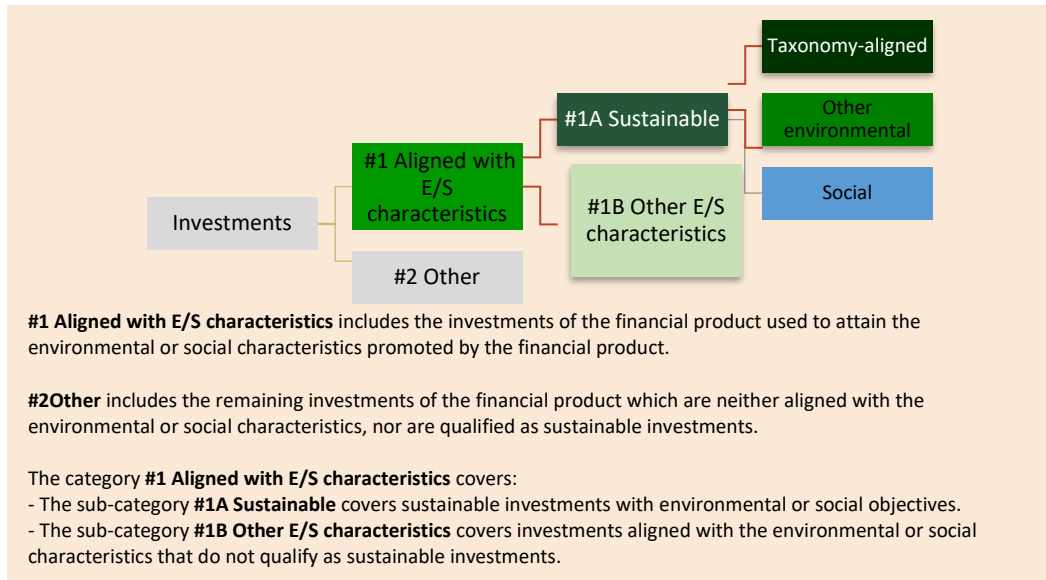 Taxonomy-aligned
#1A Sustainable
Other
environmental
#1 Aligned with
E/S
characteristics
Social
#1B Other E/S
characteristics
Investments
#2 Other
#1 Aligned with E/S characteristics includes the investments of the financial product used to attain the
environmental or social characteristics promoted by the financial product.
#2Other includes the remaining investments of the financial product which are neither aligned with the
environmental or social characteristics, nor are qualified as sustainable investments.
The category #1 Aligned with E/S characteristics covers:
- The sub-category #1A Sustainable covers sustainable investments with environmental or social objectives.
- The sub-category #1B Other E/S characteristics covers investments aligned with the environmental or social
characteristics that do not qualify as sustainable investments.